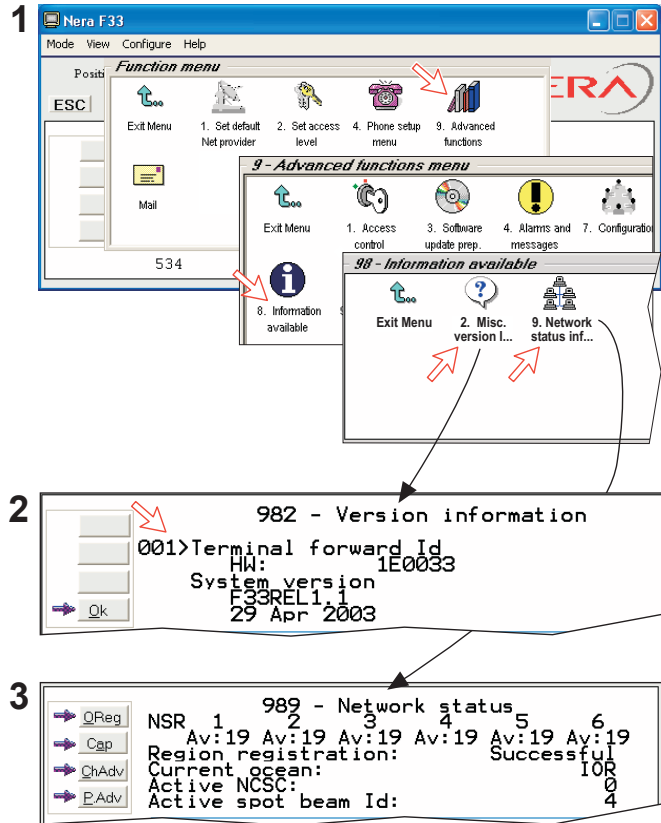 1
Nera F33
Mode View Configure Help
Positi
Function menu
ERA
ESC
Exit Menu
1. Set default
Net provider
2. Set access
level
4. Phone setup
menu
9. Advanced
functions
Mail
534
9 - Advanced functions menu
Exit Menu
1. Access
control
3. Software
update prep.
4. Alarms and
messages
7. Configuration
8. Information
available
98 - Information available
Exit Menu
2. Misc.
version I...
9. Network
status inf...
2
982 - Version information
001>Terminal forward Id
HW: 1E0033
System version
F33REL1.1
29 Apr 2003
Ok
3
989 - Network status
OReg
Cap
ChAdv
P.Adv
NSR 1 2 3 4 5 6
Av:19 Av:19 Av:19 Av:19 Av:19 Av:19
Region registration: Successful
Current ocean: IOR
Active NCSC: 0
Active spot beam Id: 4